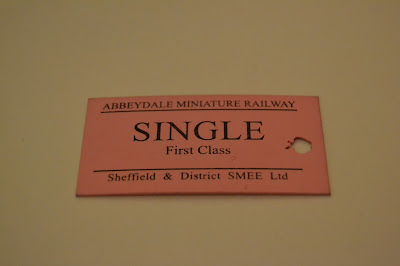 ABBEYDALE MINIATURE RAILWAY
SINGLE
First Class
Sheffield & District SMEE Ltd